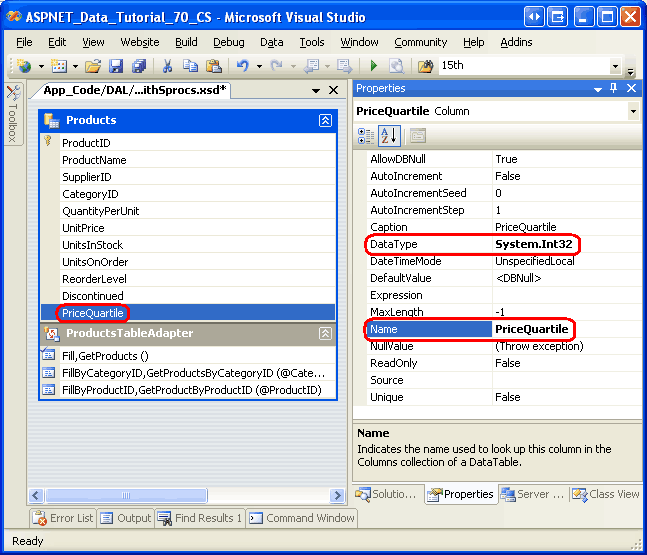 ASPNET_Data_Tutorial_70_CS - Microsoft Visual Studio
File Edit View Website Build Debug Data Tools Window Community Help Addins
15th
Toolbox
App_Code/DAL/...ithSprocs.xsd*
Products
ProductID
ProductName
SupplierID
CategoryID
QuantityPerUnit
UnitPrice
UnitsInStock
UnitsOnOrder
ReorderLevel
Discontinued
PriceQuartile
ProductsTableAdapter
Fill,GetProducts ()
FillByCategoryID,GetProductsByCategoryID (@Cate...
FillByProductID,GetProductByProductID (@ProductID)
Properties
PriceQuartile Column
AllowDBNull True
AutoIncrement False
AutoIncrementSeed 0
AutoIncrementStep 1
Caption PriceQuartile
DataType System.Int32
DateTimeMode UnspecifiedLocal
DefaultValue <DBNull>
Expression
MaxLength -1
Name PriceQuartile
NullValue (Throw exception)
ReadOnly False
Source
Unique False
Name
Indicates the name used to look up this column in the
Columns collection of a DataTable.
Solutio... Properties Server ... Class View
Error List Output Find Results 1 Command Window
Ready